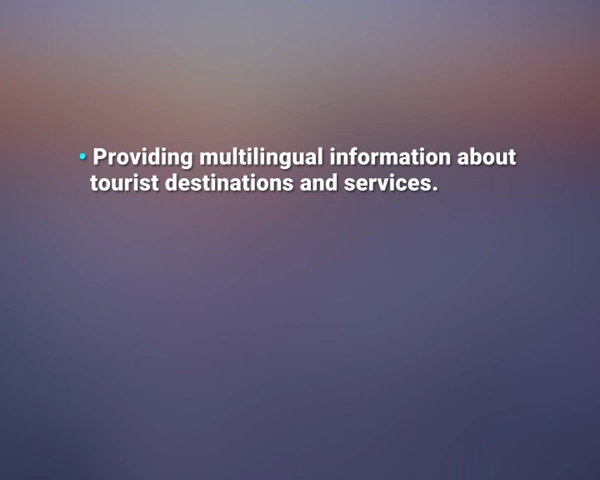 • Providing multilingual information about
tourist destinations and services.